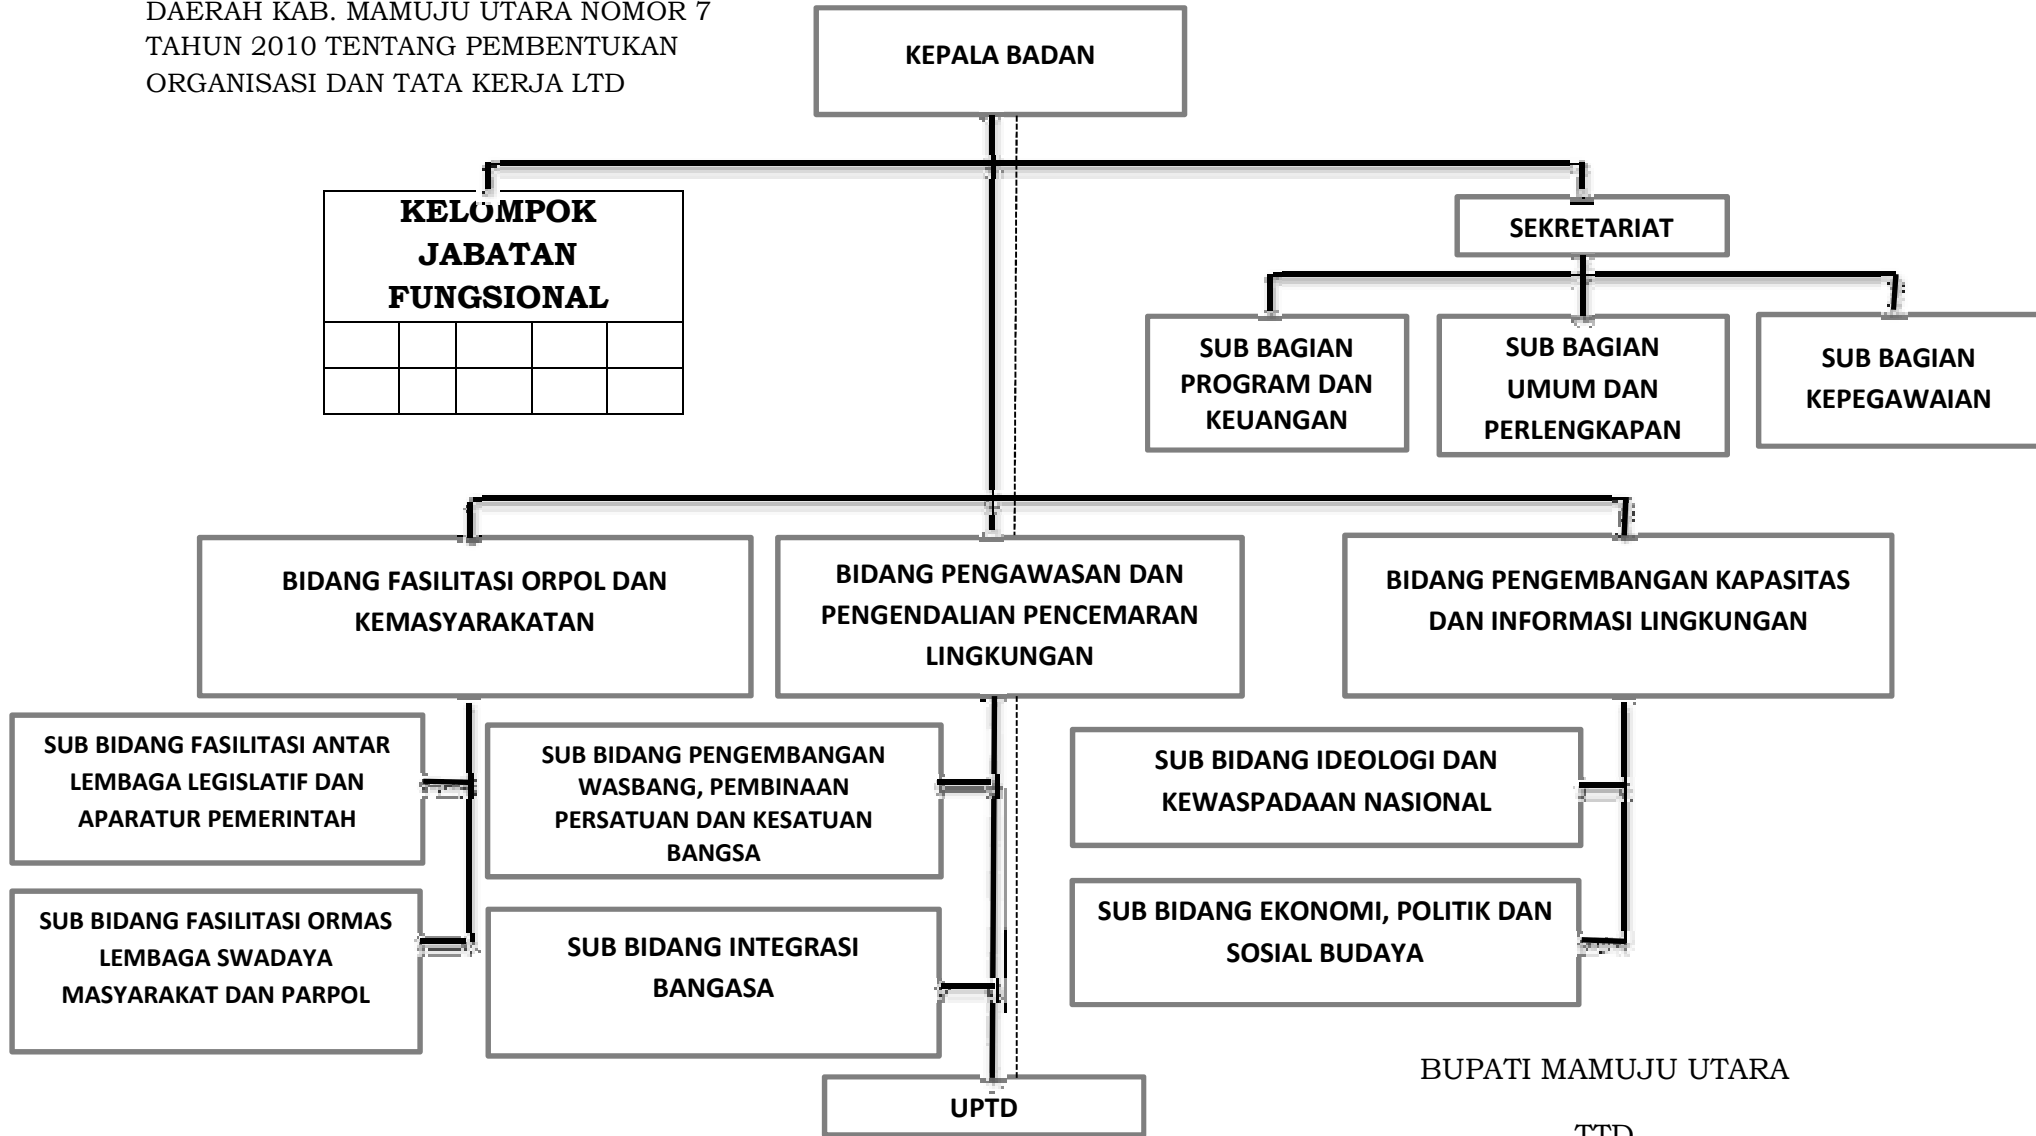 DAERAH KAB. MAMUJU UTARA NOMOR 7
TAHUN 2010 TENTANG PEMBENTUKAN
ORGANISASI DAN TATA KERJA LTD
KEPALA BADAN
KELOMPOK
JABATAN
FUNGSIONAL
SEKRETARIAT
SUB BAGIAN
PROGRAM DAN
KEUANGAN
SUB BAGIAN
UMUM DAN
PERLENGKAPAN
SUB BAGIAN
KEPEGAWAIAN
BIDANG FASILITASI ORPOL DAN
KEMASYARAKATAN
BIDANG PENGAWASAN DAN
PENGENDALIAN PENCEMARAN
LINGKUNGAN
BIDANG PENGEMBANGAN KAPASITAS
DAN INFORMASI LINGKUNGAN
SUB BIDANG FASILITASI ANTAR
LEMBAGA LEGISLATIF DAN
APARATUR PEMERINTAH
SUB BIDANG PENGEMBANGAN
WASBANG, PEMBINAAN
PERSATUAN DAN KESATUAN
BANGSA
SUB BIDANG IDEOLOGI DAN
KEWASPADAAN NASIONAL
SUB BIDANG FASILITASI ORMAS
LEMBAGA SWADAYA
MASYARAKAT DAN PARPOL
SUB BIDANG INTEGRASI
BANGASA
SUB BIDANG EKONOMI, POLITIK DAN
SOSIAL BUDAYA
UPTD
BUPATI MAMUJU UTARA
TTD